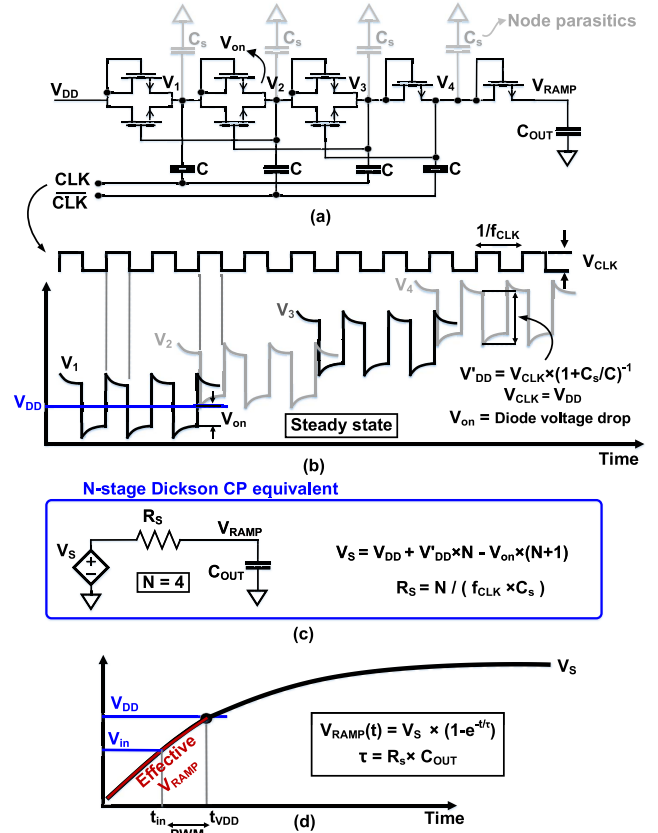 Node parasitics
Cs Cs Cs Cs
Von
VDD V1 V2 V3 V4 VRAMP
COUT
C C C C
CLK
CLK
(a)
1/fCLK
VCLK
V1 V2 V3 V4
VDD
Von
V'DD = VCLK×(1+Cs/C)-1
VCLK = VDD
Von = Diode voltage drop
Steady state
Time
(b)
N-stage Dickson CP equivalent
RS
VS
VRAMP
COUT
N = 4
VS = VDD + V'DD×N - Von×(N+1)
RS = N / ( fCLK ×Cs )
(c)
VS
VDD
Vin
Effective
VRAMP
VRAMP(t) = VS × (1-e-t/τ)
τ = Rs× COUT
tin tVDD
(d)
Time
PWM